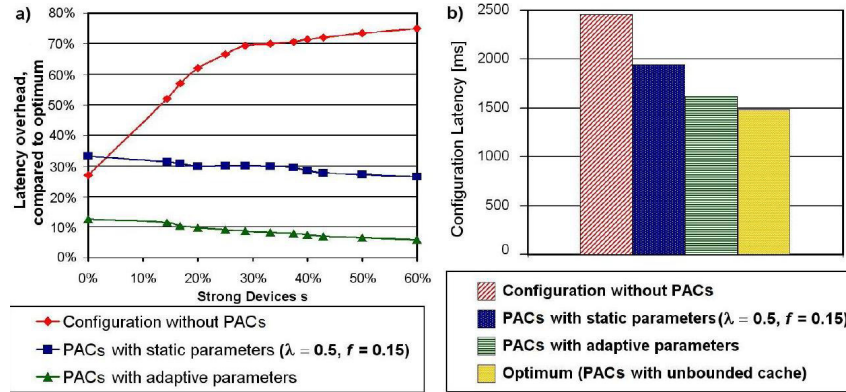 a)
80%
70%
60%
50%
40%
30%
20%
10%
0%
Latency overhead,
compared to optimum
0% 10% 20% 30% 40% 50% 60%
Strong Devices s
Configuration without PACs
PACs with static parameters (λ = 0.5, f = 0.15)
PACs with adaptive parameters
b)
2500
2000
1500
1000
500
0
Configuration Latency [ms]
Configuration without PACs
PACs with static parameters (λ = 0.5, f = 0.15)
PACs with adaptive parameters
Optimum (PACs with unbounded cache)